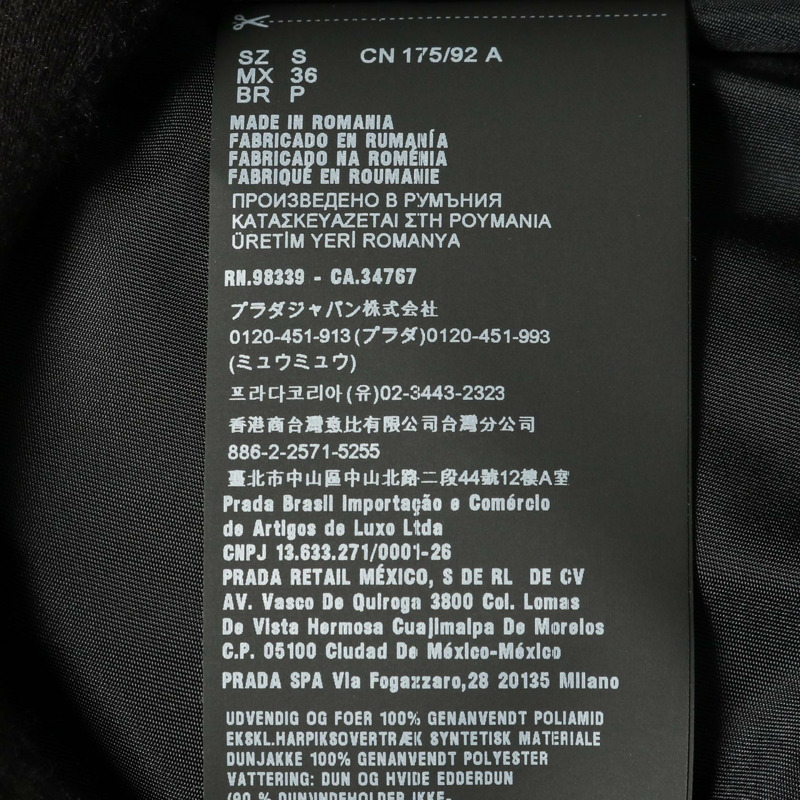 SZ S CN 175/92 A
MX 36
BR P
MADE IN ROMANIA
FABRICADO EN RUMANÍA
FABRICADO NA ROMÉNIA
FABRIQUÉ EN ROUMANIE
ПРОИЗВЕДЕНО В РУМЪНИЯ
ΚΑΤΑΣΚΕΥΑΖΕΤΑΙ ΣΤΗ ΡΟΥΜΑΝΙΑ
ÜRETİM YERİ ROMANYA
RN.98339 - CA.34767
プラダジャパン株式会社
0120-451-913(プラダ)0120-451-993
(ミュウミュウ)
프라다코리아(유)02-3443-2323
香港商台灣意比有限公司台灣分公司
886-2-2571-5255
臺北市中山區中山北路二段44號12樓A室
Prada Brasil Importação e Comércio
de Artigos de Luxo Ltda
CNPJ 13.633.271/0001-26
PRADA RETAIL MÉXICO, S DE RL DE CV
AV. Vasco De Quiroga 3800 Col. Lomas
De Vista Hermosa Cuajimalpa De Morelos
C.P. 05100 Ciudad De México-México
PRADA SPA Via Fogazzaro,28 20135 Milano
UDVENDIG OG FOER 100% GENANVENDT POLIAMID
EKSKL.HARPIKSOVERTRÆK SYNTETISK MATERIALE
DUNJAKKE 100% GENANVENDT POLYESTER
VATTERING: DUN OG HVIDE EDDERDUN
(90 % DUNUNDEHOLDER IKKE-